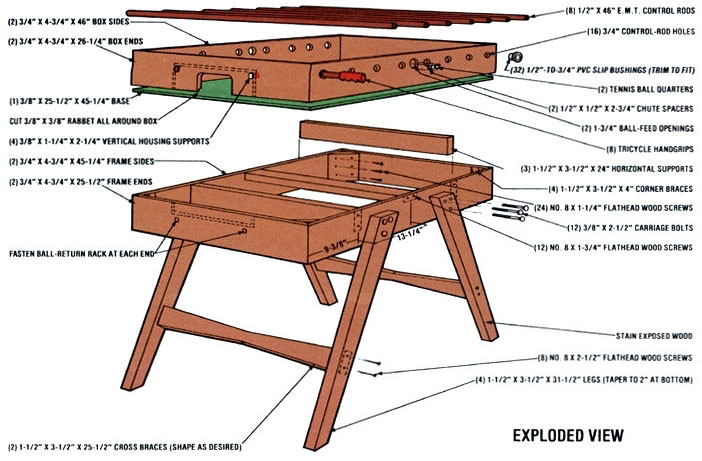 (2) 3/4" X 4-3/4" X 46" BOX SIDES
(2) 3/4" X 4-3/4" X 26-1/4" BOX ENDS
(1) 3/8" X 25-1/2" X 45-1/4" BASE
CUT 3/8" X 3/8" RABBET ALL AROUND BOX
(4) 3/8" X 1-1/4" X 2-1/4" VERTICAL HOUSING SUPPORTS
(2) 3/4" X 4-3/4" X 45-1/4" FRAME SIDES
(2) 3/4" X 4-3/4" X 25-1/2" FRAME ENDS
FASTEN BALL-RETURN RACK AT EACH END
(2) 1-1/2" X 3-1/2" X 25-1/2" CROSS BRACES (SHAPE AS DESIRED)
(8) 1/2" X 46" E.M.T. CONTROL RODS
(16) 3/4" CONTROL-ROD HOLES
(32) 1/2"-TO-3/4" PVC SLIP BUSHINGS (TRIM TO FIT)
(2) TENNIS BALL QUARTERS
(2) 1/2" X 1/2" X 2-3/4" CHUTE SPACERS
(2) 1-3/4" BALL-FEED OPENINGS
(8) TRICYCLE HANDGRIPS
(3) 1-1/2" X 3-1/2" X 24" HORIZONTAL SUPPORTS
(4) 1-1/2" X 3-1/2" X 4" CORNER BRACES
(24) NO. 8 X 1-1/4" FLATHEAD WOOD SCREWS
(12) 3/8" X 2-1/2" CARRIAGE BOLTS
(12) NO. 8 X 1-3/4" FLATHEAD WOOD SCREWS
9-3/8"
13-1/4"
STAIN EXPOSED WOOD
(8) NO. 8 X 2-1/2" FLATHEAD WOOD SCREWS
(4) 1-1/2" X 3-1/2" X 31-1/2" LEGS (TAPER TO 2" AT BOTTOM)
EXPLODED VIEW